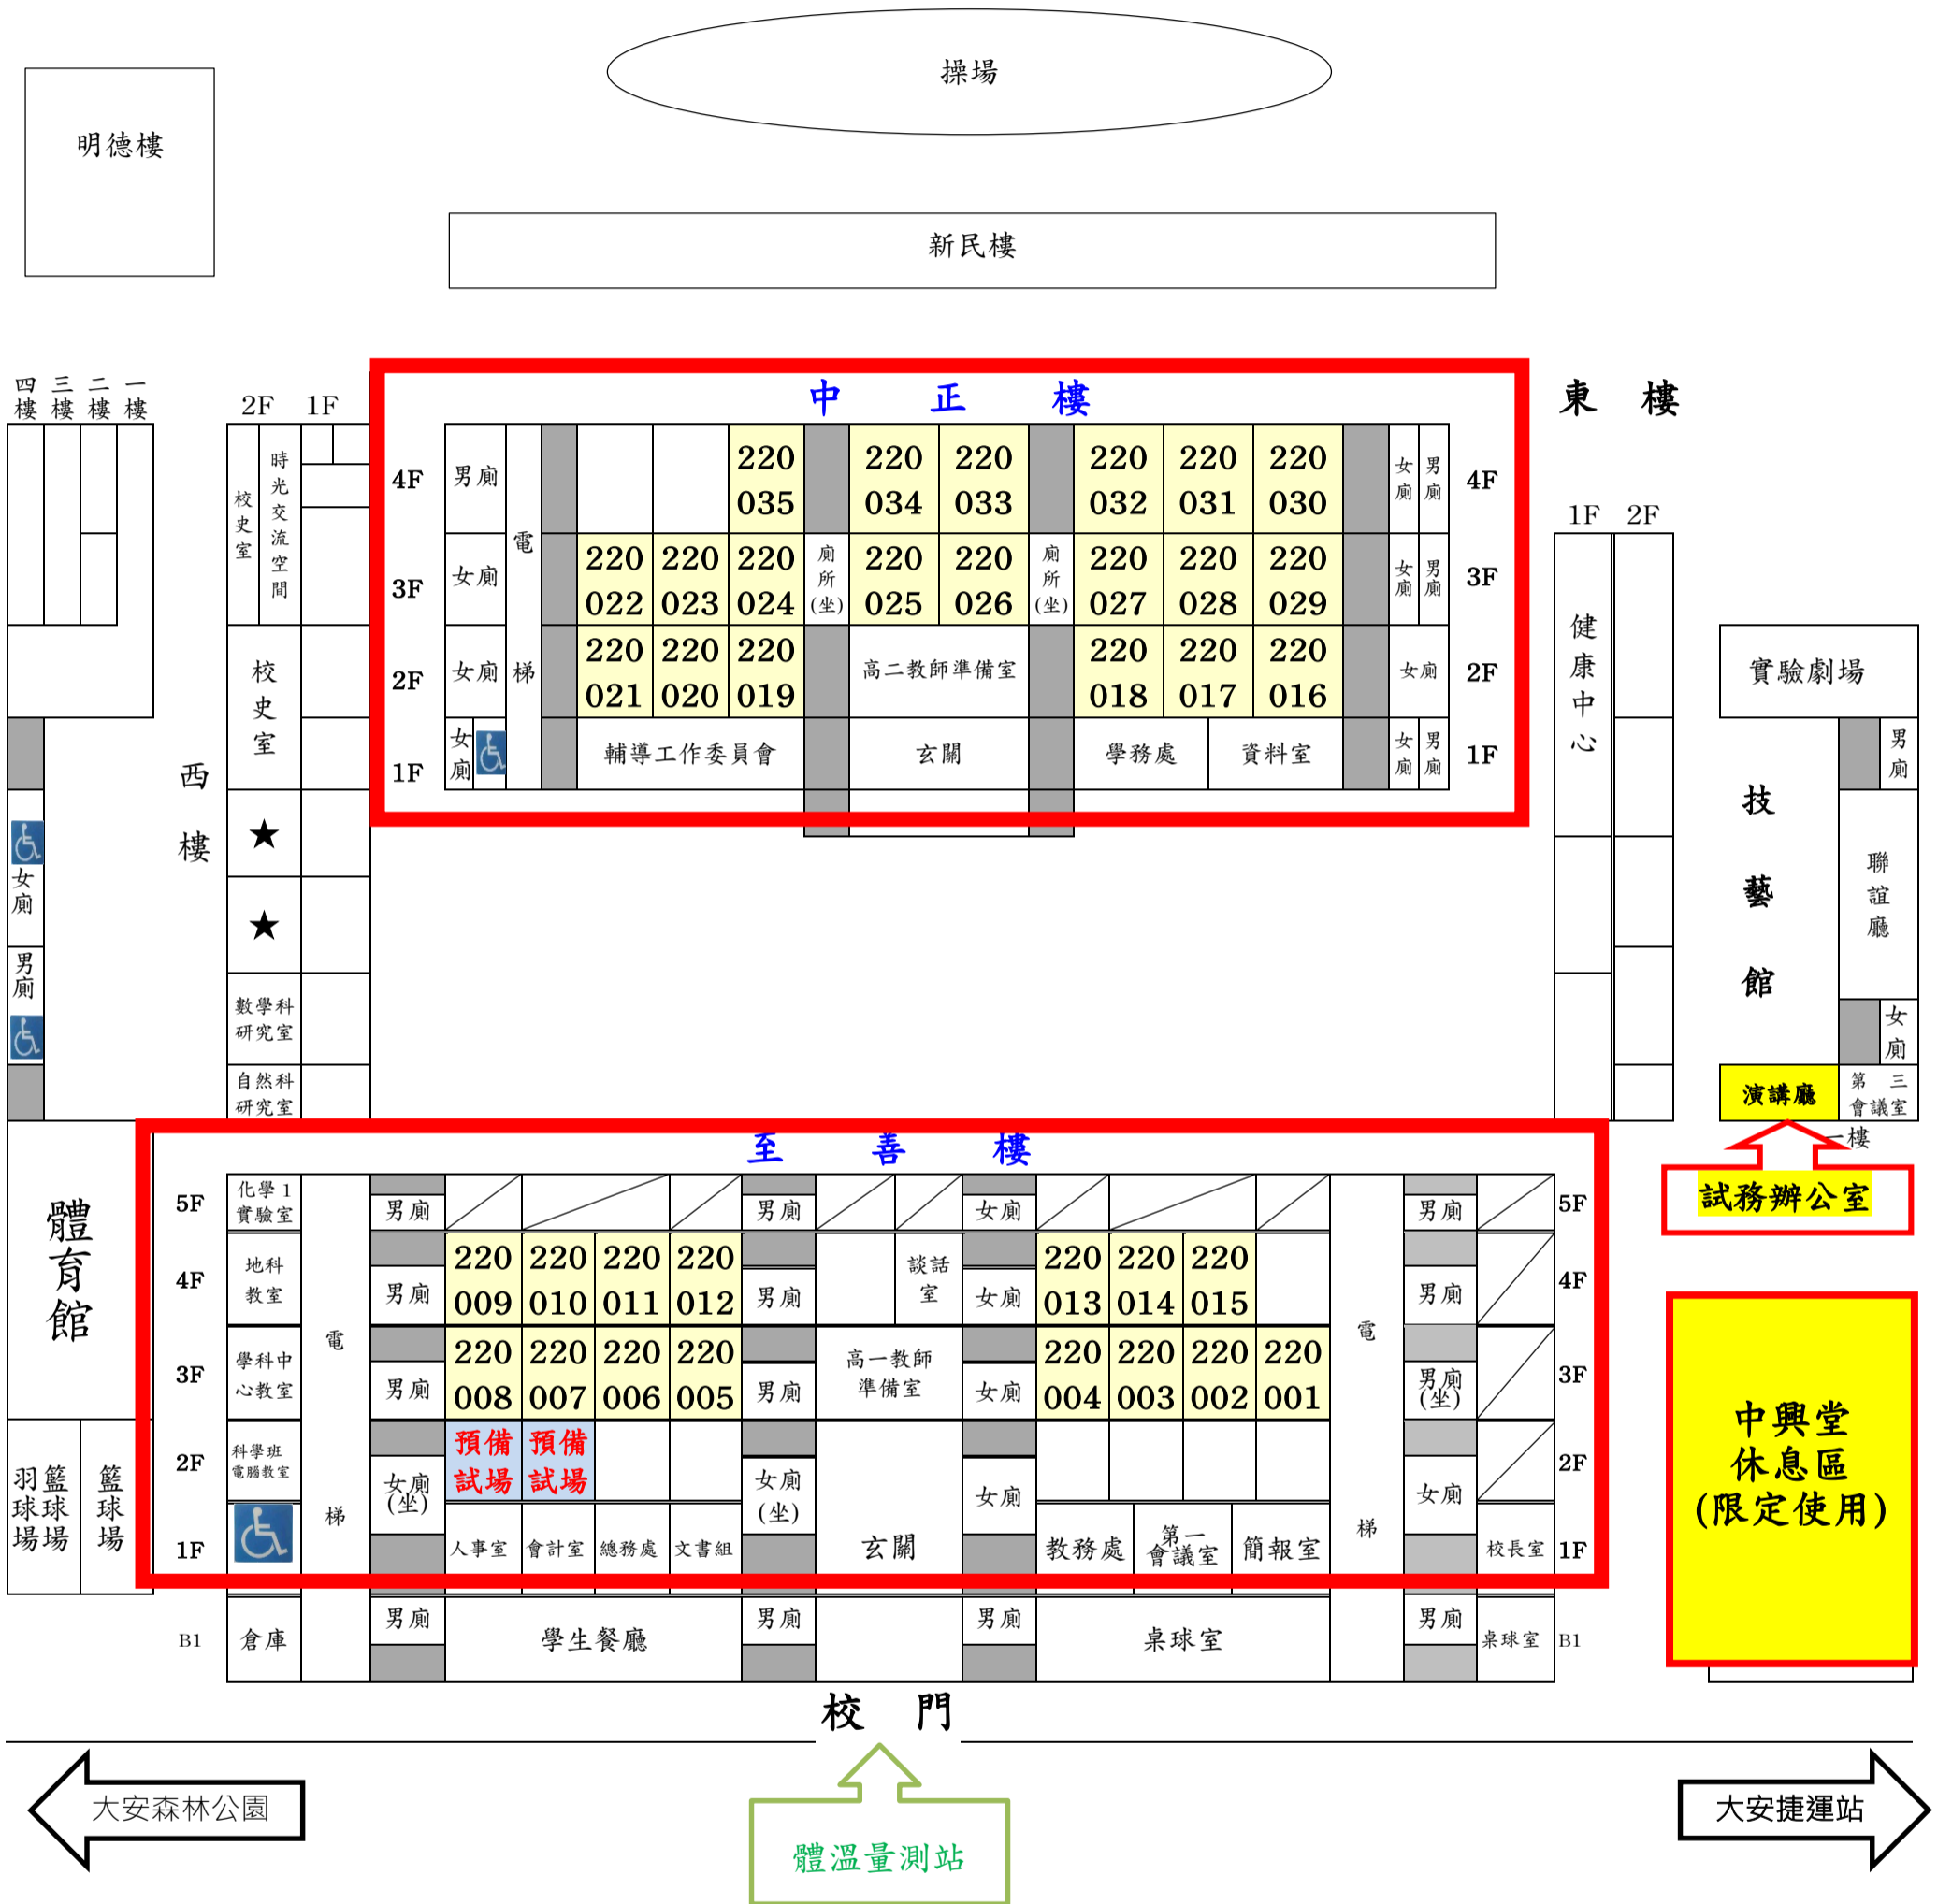 操場
明德樓
新民樓
四樓 三樓 二樓 一樓
2F 1F
校史室
時光交流空間
校史室
★
★
數學科
研究室
自然科
研究室
西樓
女廁
男廁
體育館
羽球場 籃球場
籃球場
中正樓
4F 男廁 220 035 220 034 220 033 220 032 220 031 220 030 女廁 男廁 4F
電梯
3F 女廁 220 022 220 023 220 024 廁所(坐) 220 025 220 026 廁所(坐) 220 027 220 028 220 029 女廁 男廁 3F
2F 女廁 220 021 220 020 220 019 高二教師準備室 220 018 220 017 220 016 女廁 2F
1F 女廁 輔導工作委員會 玄關 學務處 資料室 女廁 男廁 1F
東樓
1F 2F
健康中心
實驗劇場
技藝館
男廁
聯誼廳
女廁
演講廳
第三
會議室
一樓
試務辦公室
至善樓
5F 化學1實驗室 男廁 男廁 女廁 男廁 5F
4F 地科教室 男廁 220 009 220 010 220 011 220 012 男廁 談話室 女廁 220 013 220 014 220 015 男廁 4F
電梯 電梯
3F 學科中心教室 男廁 220 008 220 007 220 006 220 005 男廁 高一教師準備室 女廁 220 004 220 003 220 002 220 001 男廁(坐) 3F
2F 科學班電腦教室 女廁(坐) 預備試場 預備試場 女廁(坐) 女廁 女廁 2F
1F 人事室 會計室 總務處 文書組 玄關 教務處 第一會議室 簡報室 校長室 1F
B1 倉庫 男廁 學生餐廳 男廁 男廁 桌球室 男廁 桌球室 B1
中興堂
休息區
(限定使用)
校門
大安森林公園
體溫量測站
大安捷運站